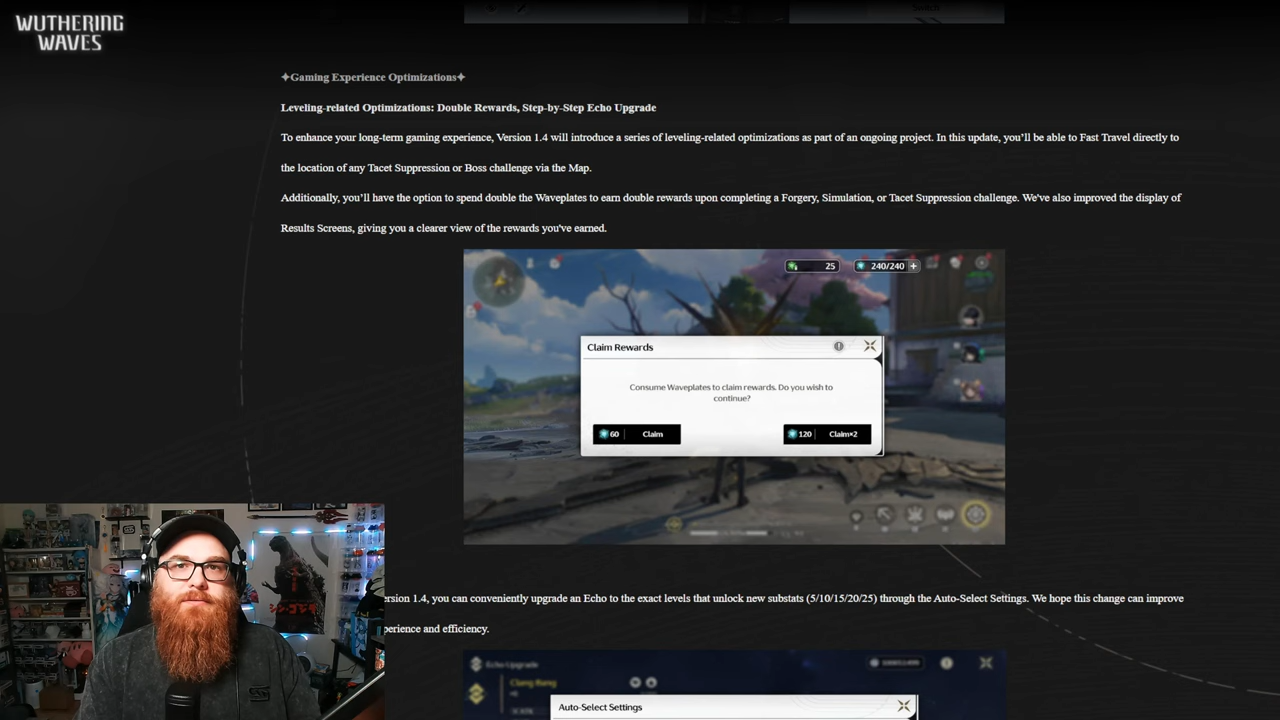 WUTHERING
WAVES
Switch
✦Gaming Experience Optimizations✦
Leveling-related Optimizations: Double Rewards, Step-by-Step Echo Upgrade
To enhance your long-term gaming experience, Version 1.4 will introduce a series of leveling-related optimizations as part of an ongoing project. In this update, you’ll be able to Fast Travel directly to
the location of any Tacet Suppression or Boss challenge via the Map.
Additionally, you’ll have the option to spend double the Waveplates to earn double rewards upon completing a Forgery, Simulation, or Tacet Suppression challenge. We've also improved the display of
Results Screens, giving you a clearer view of the rewards you've earned.
25 240/240 +
Claim Rewards
Consume Waveplates to claim rewards. Do you wish to
continue?
60 Claim 120 Claim×2
シン・ゴジラ
ersion 1.4, you can conveniently upgrade an Echo to the exact levels that unlock new substats (5/10/15/20/25) through the Auto-Select Settings. We hope this change can improve
perience and efficiency.
Echo Upgrade
Clang Bang
Auto-Select Settings